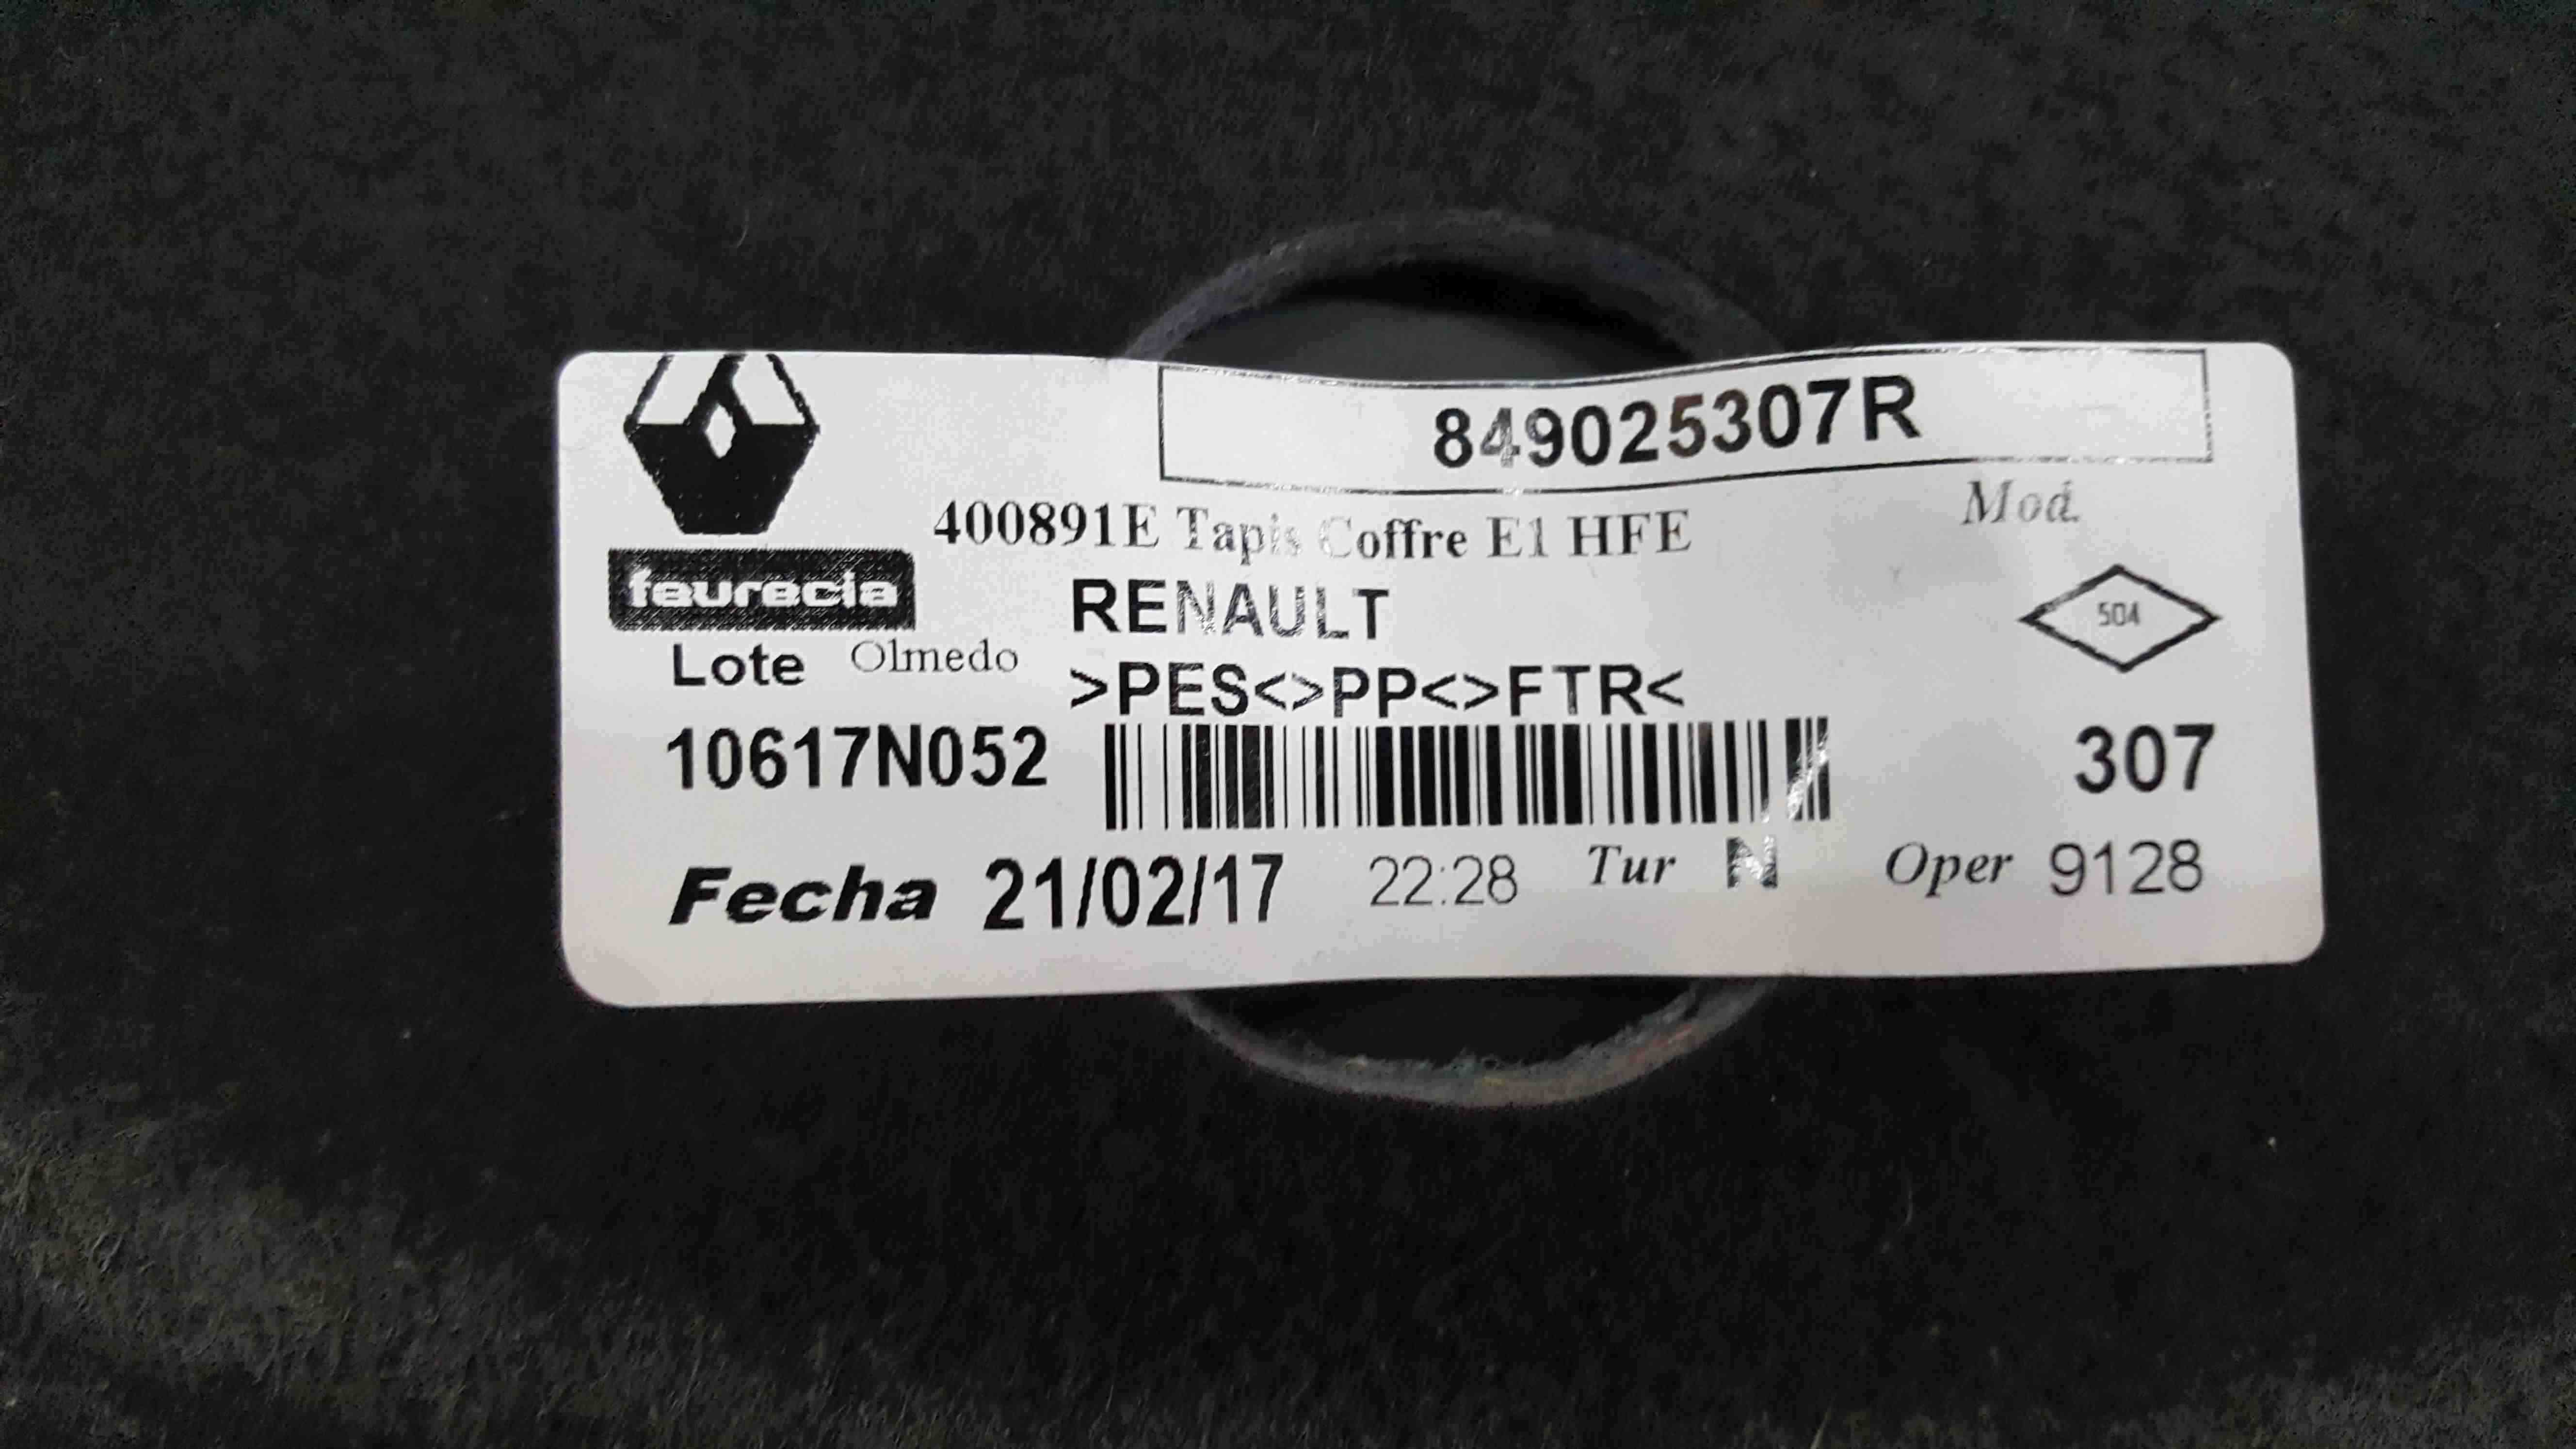 849025307R
400891E Tapis Coffre E1 HFE
Mod.
faurecia
RENAULT
504
Lote Olmedo
>PES<>PP<>FTR<
10617N052
307
Fecha 21/02/17 22:28 Tur N Oper 9128